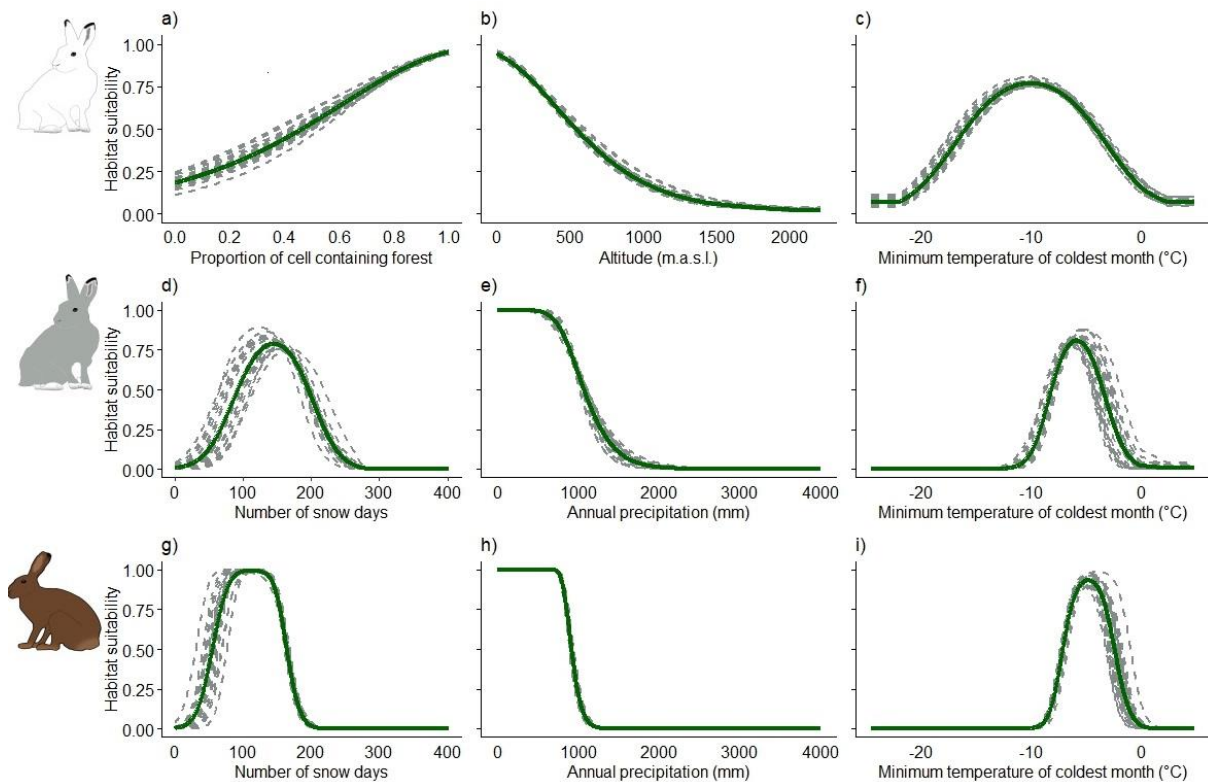 a) b) c)
Habitat suitability
1.00
0.75
0.50
0.25
0.00
0.0 0.2 0.4 0.6 0.8 1.0
0 500 1000 1500 2000
-20 -10 0
Proportion of cell containing forest
Altitude (m.a.s.l.)
Minimum temperature of coldest month (°C)
d) e) f)
Habitat suitability
1.00
0.75
0.50
0.25
0.00
0 100 200 300 400
0 1000 2000 3000 4000
-20 -10 0
Number of snow days
Annual precipitation (mm)
Minimum temperature of coldest month (°C)
g) h) i)
Habitat suitability
1.00
0.75
0.50
0.25
0.00
0 100 200 300 400
0 1000 2000 3000 4000
-20 -10 0
Number of snow days
Annual precipitation (mm)
Minimum temperature of coldest month (°C)